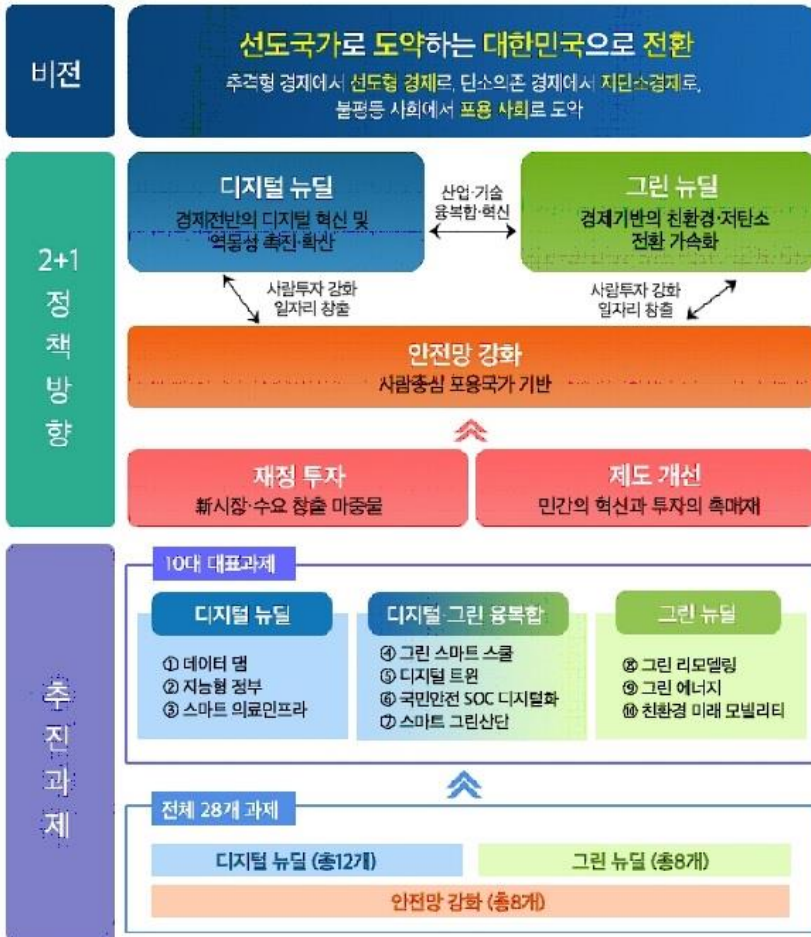 비전
선도국가로 도약하는 대한민국으로 전환
추격형 경제에서 선도형 경제로, 탄소의존 경제에서 저탄소경제로,
불평등 사회에서 포용 사회로 도약
2+1
정
책
방
향
디지털 뉴딜
경제전반의 디지털 혁신 및
역동성 촉진·확산
산업·기술
융복합·혁신
그린 뉴딜
경제기반의 친환경·저탄소
전환 가속화
사람투자 강화
일자리 창출
사람투자 강화
일자리 창출
안전망 강화
사람중심 포용국가 기반
재정 투자
新시장·수요 창출 마중물
제도 개선
민간의 혁신과 투자의 촉매재
추
진
과
제
10대 대표과제
디지털 뉴딜
① 데이터 댐
② 지능형 정부
③ 스마트 의료인프라
디지털·그린 융복합
④ 그린 스마트 스쿨
⑤ 디지털 트윈
⑥ 국민안전 SOC 디지털화
⑦ 스마트 그린산단
그린 뉴딜
⑧ 그린 리모델링
⑨ 그린 에너지
⑩ 친환경 미래 모빌리티
전체 28개 과제
디지털 뉴딜 (총12개)
그린 뉴딜 (총8개)
안전망 강화 (총8개)